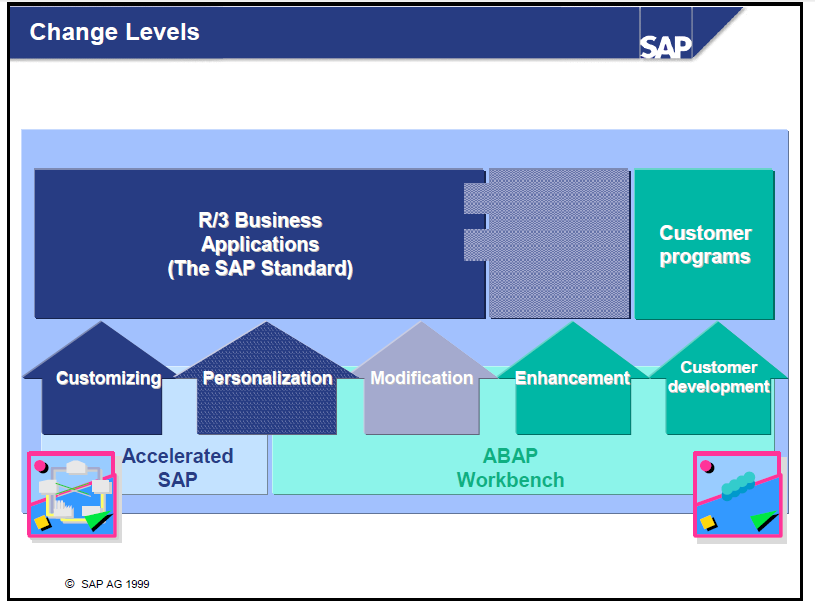 Change Levels
SAP
R/3 Business
Applications
(The SAP Standard)
Customer
programs
Customizing
Personalization
Modification
Enhancement
Customer
development
Accelerated
SAP
ABAP
Workbench
© SAP AG 1999